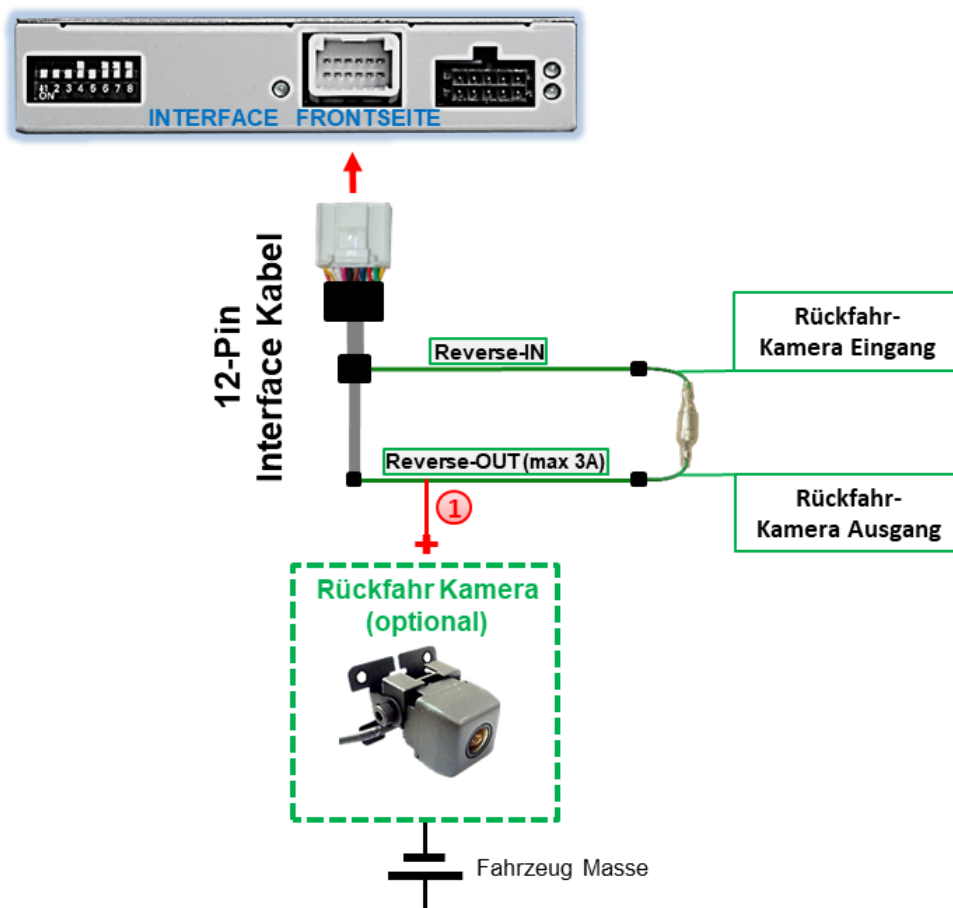 1 2 3 4 5 6 7 8
ON
INTERFACE FRONTSEITE
12-Pin
Interface Kabel
Reverse-IN
Rückfahr-
Kamera Eingang
Reverse-OUT (max 3A)
Rückfahr-
Kamera Ausgang
1
+
Rückfahr Kamera
(optional)
Fahrzeug Masse